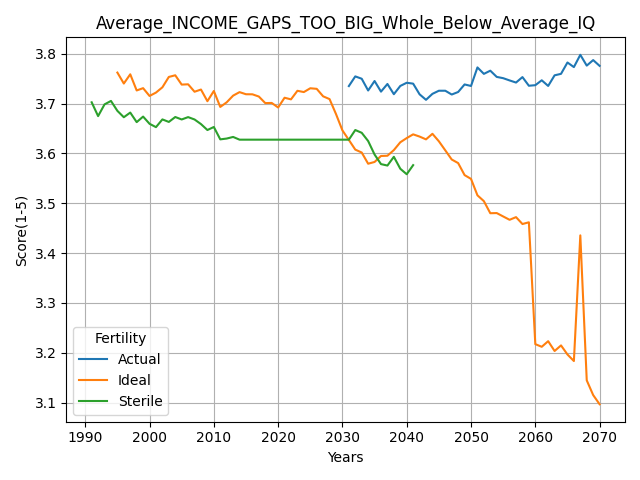 Average_INCOME_GAPS_TOO_BIG_Whole_Below_Average_IQ
Score(1-5)
3.8
3.7
3.6
3.5
3.4
3.3
3.2
3.1
Fertility
Actual
Ideal
Sterile
1990 2000 2010 2020 2030 2040 2050 2060 2070
Years